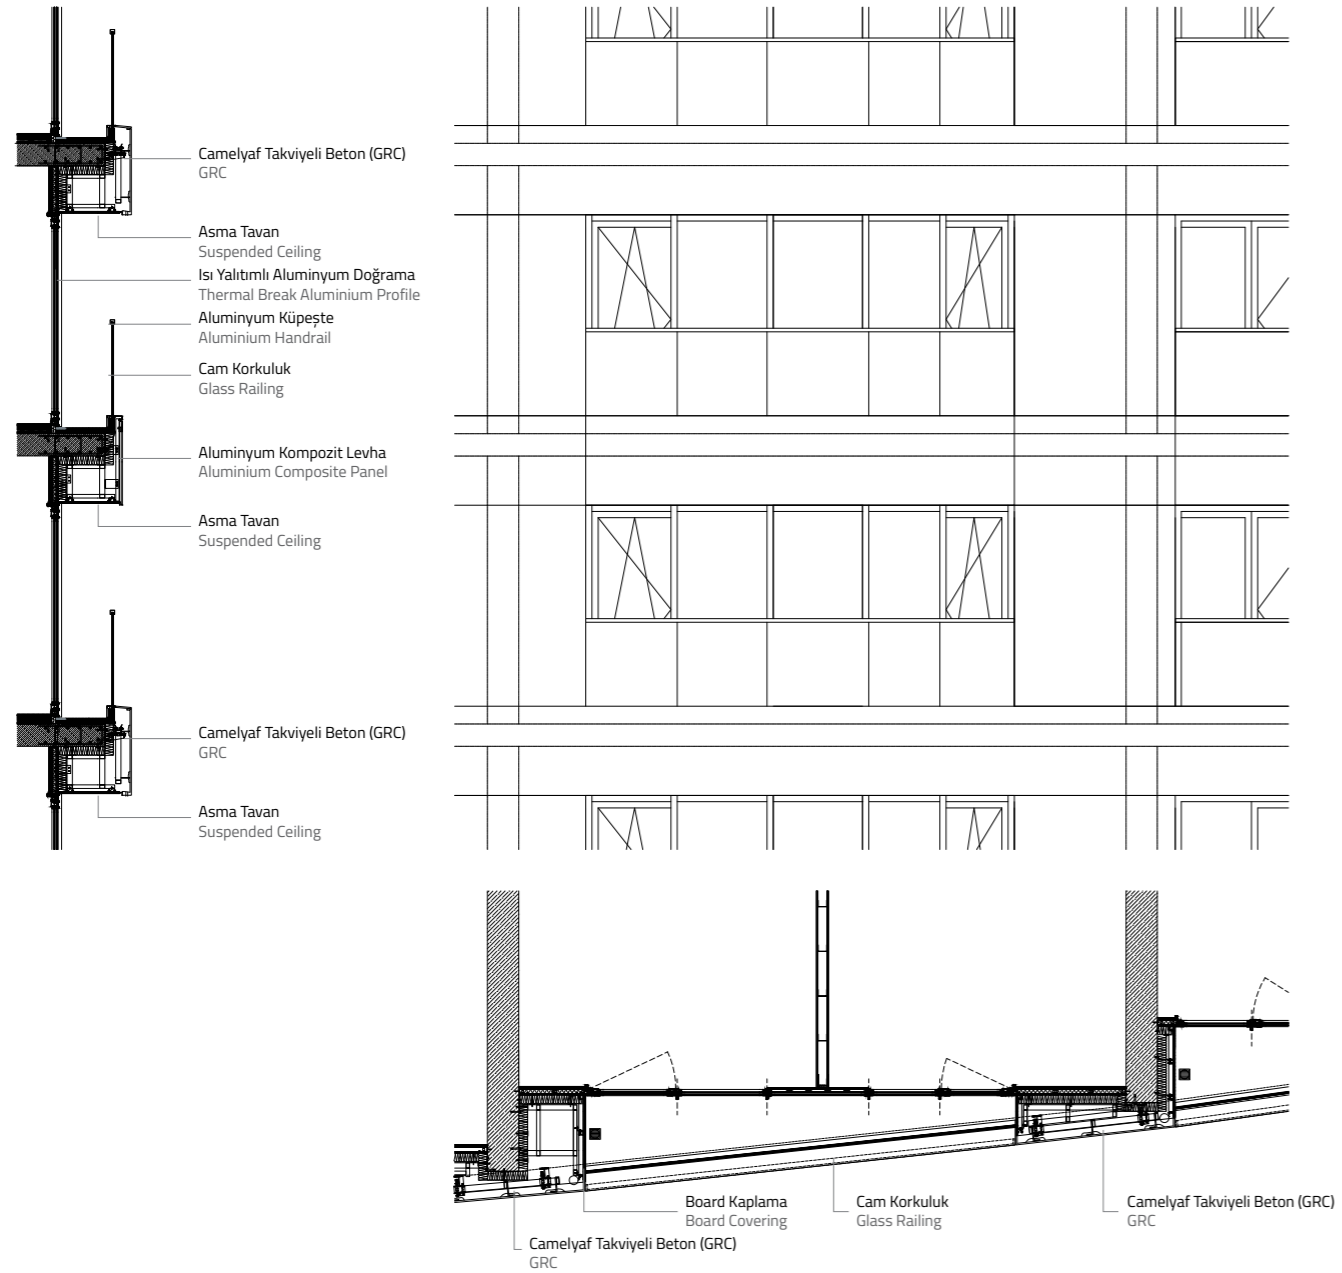 Camelyaf Takviyeli Beton (GRC)
GRC
Asma Tavan
Suspended Ceiling
Isı Yalıtımlı Aluminyum Doğrama
Thermal Break Aluminium Profile
Aluminyum Küpeşte
Aluminium Handrail
Cam Korkuluk
Glass Railing
Aluminyum Kompozit Levha
Aluminium Composite Panel
Asma Tavan
Suspended Ceiling
Camelyaf Takviyeli Beton (GRC)
GRC
Asma Tavan
Suspended Ceiling
Board Kaplama
Board Covering
Cam Korkuluk
Glass Railing
Camelyaf Takviyeli Beton (GRC)
GRC
Camelyaf Takviyeli Beton (GRC)
GRC